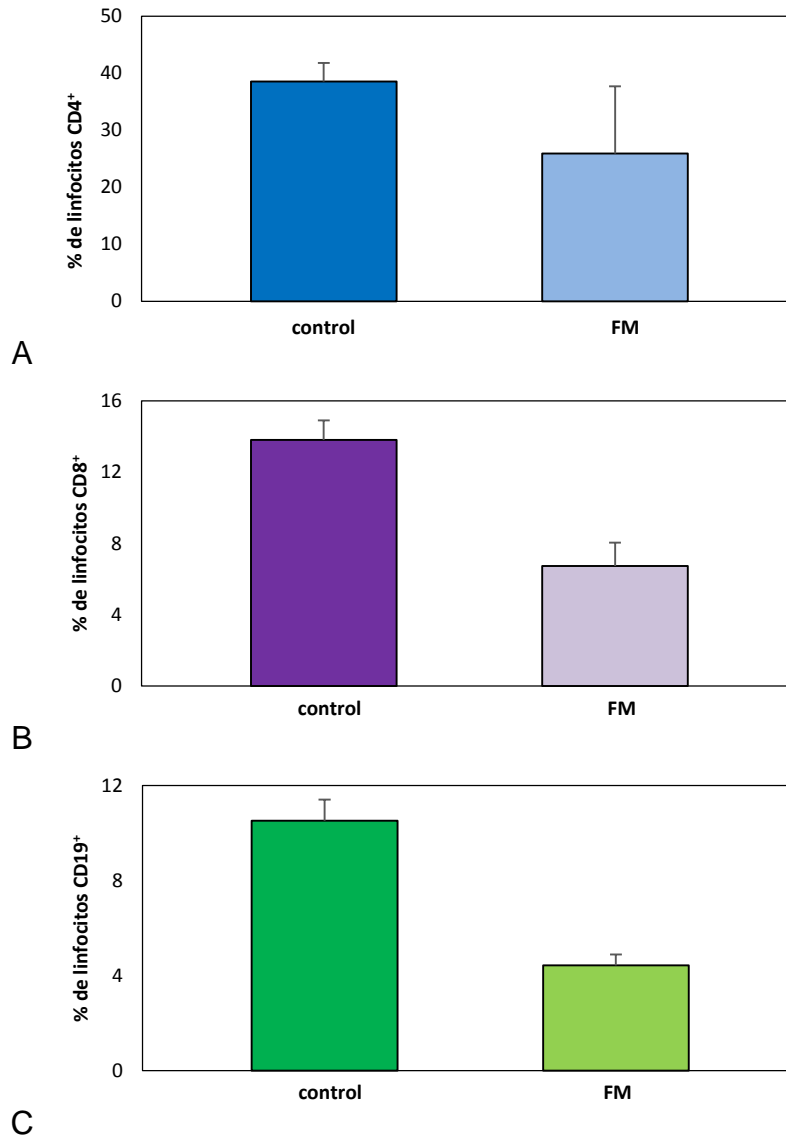 50
40
30
20
10
0
% de linfocitos CD4⁺
control FM
A
16
12
8
4
0
% de linfocitos CD8⁺
control FM
B
12
8
4
0
% de linfocitos CD19⁺
control FM
C